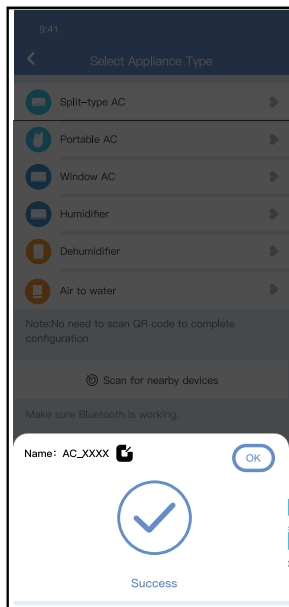 9:41
Select Appliance Type
Split-type AC
Portable AC
Window AC
Humidifier
Dehumidifier
Air to water
Note:No need to scan QR code to complete
configuration
Scan for nearby devices
Make sure Bluetooth is working.
Name: AC_XXXX
OK
Success